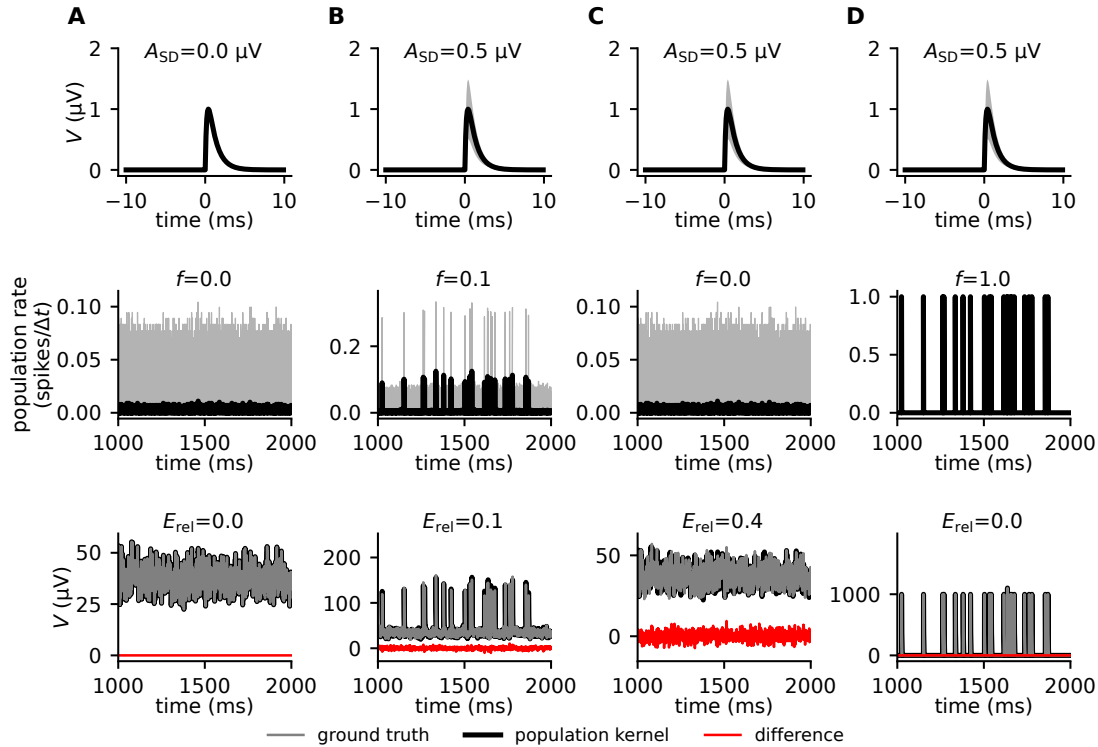 A B C D
A_SD=0.0 μV A_SD=0.5 μV A_SD=0.5 μV A_SD=0.5 μV
V (μV)
2 2 2 2
1 1 1 1
0 0 0 0
−10 0 10 −10 0 10 −10 0 10 −10 0 10
time (ms) time (ms) time (ms) time (ms)
f=0.0 f=0.1 f=0.0 f=1.0
population rate
(spikes/Δt)
0.10 0.2 0.10 1.0
0.05 0.05 0.5
0.00 0.0 0.00 0.0
1000 1500 2000 1000 1500 2000 1000 1500 2000 1000 1500 2000
time (ms) time (ms) time (ms) time (ms)
E_rel=0.0 E_rel=0.1 E_rel=0.4 E_rel=0.0
V (μV)
50 200 50 1000
25 100 25
0 0 0 0
1000 1500 2000 1000 1500 2000 1000 1500 2000 1000 1500 2000
time (ms) time (ms) time (ms) time (ms)
ground truth population kernel difference